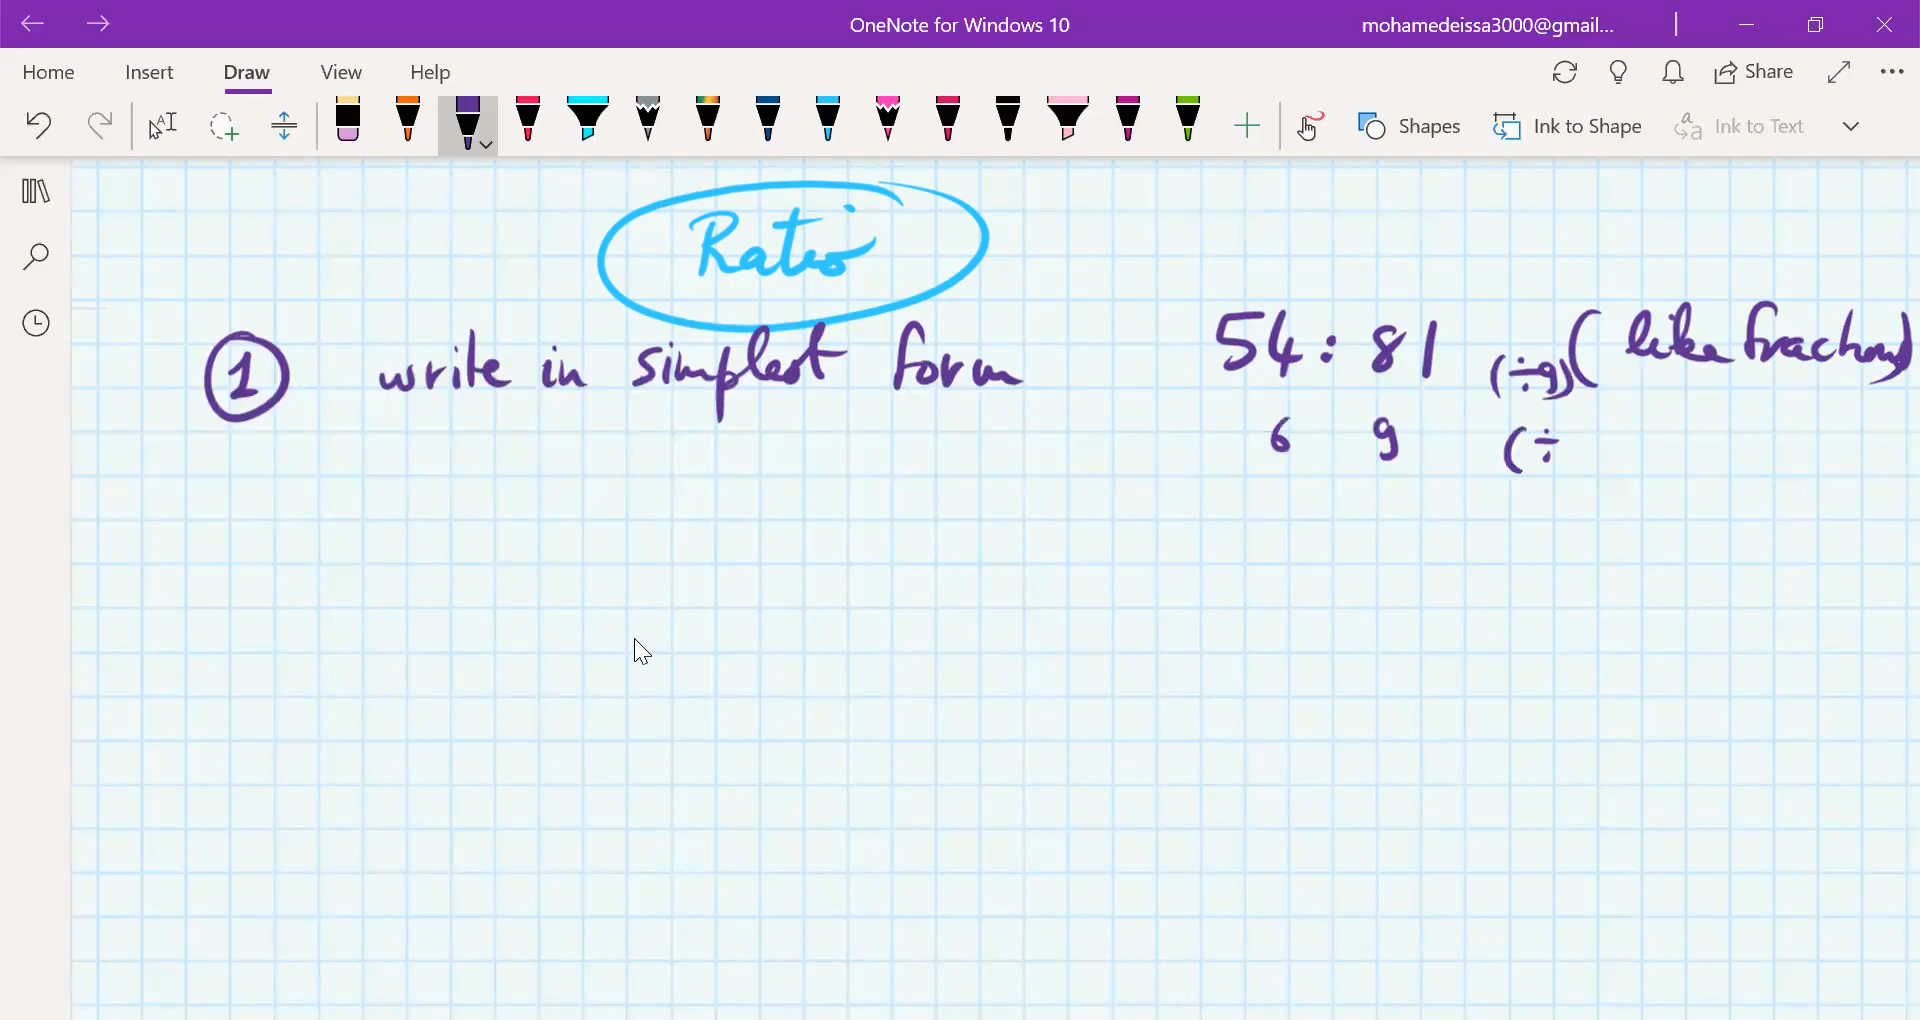 OneNote for Windows 10
mohamedeissa3000@gmail...
Home Insert Draw View Help
Share
Shapes Ink to Shape Ink to Text
Ratio
1 write in simplest form 54:81 (÷9) (like fractions)
6 9 (÷